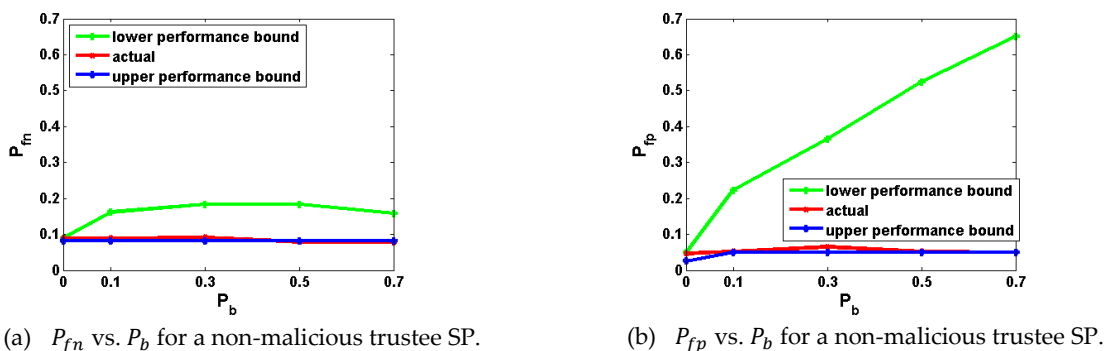 0.7
0.6
0.5
0.4
0.3
0.2
0.1
0
P_fn
lower performance bound
actual
upper performance bound
0 0.1 0.3 0.5 0.7
P_b
(a) P_fn vs. P_b for a non-malicious trustee SP.
0.7
0.6
0.5
0.4
0.3
0.2
0.1
0
P_fp
lower performance bound
actual
upper performance bound
0 0.1 0.3 0.5 0.7
P_b
(b) P_fp vs. P_b for a non-malicious trustee SP.